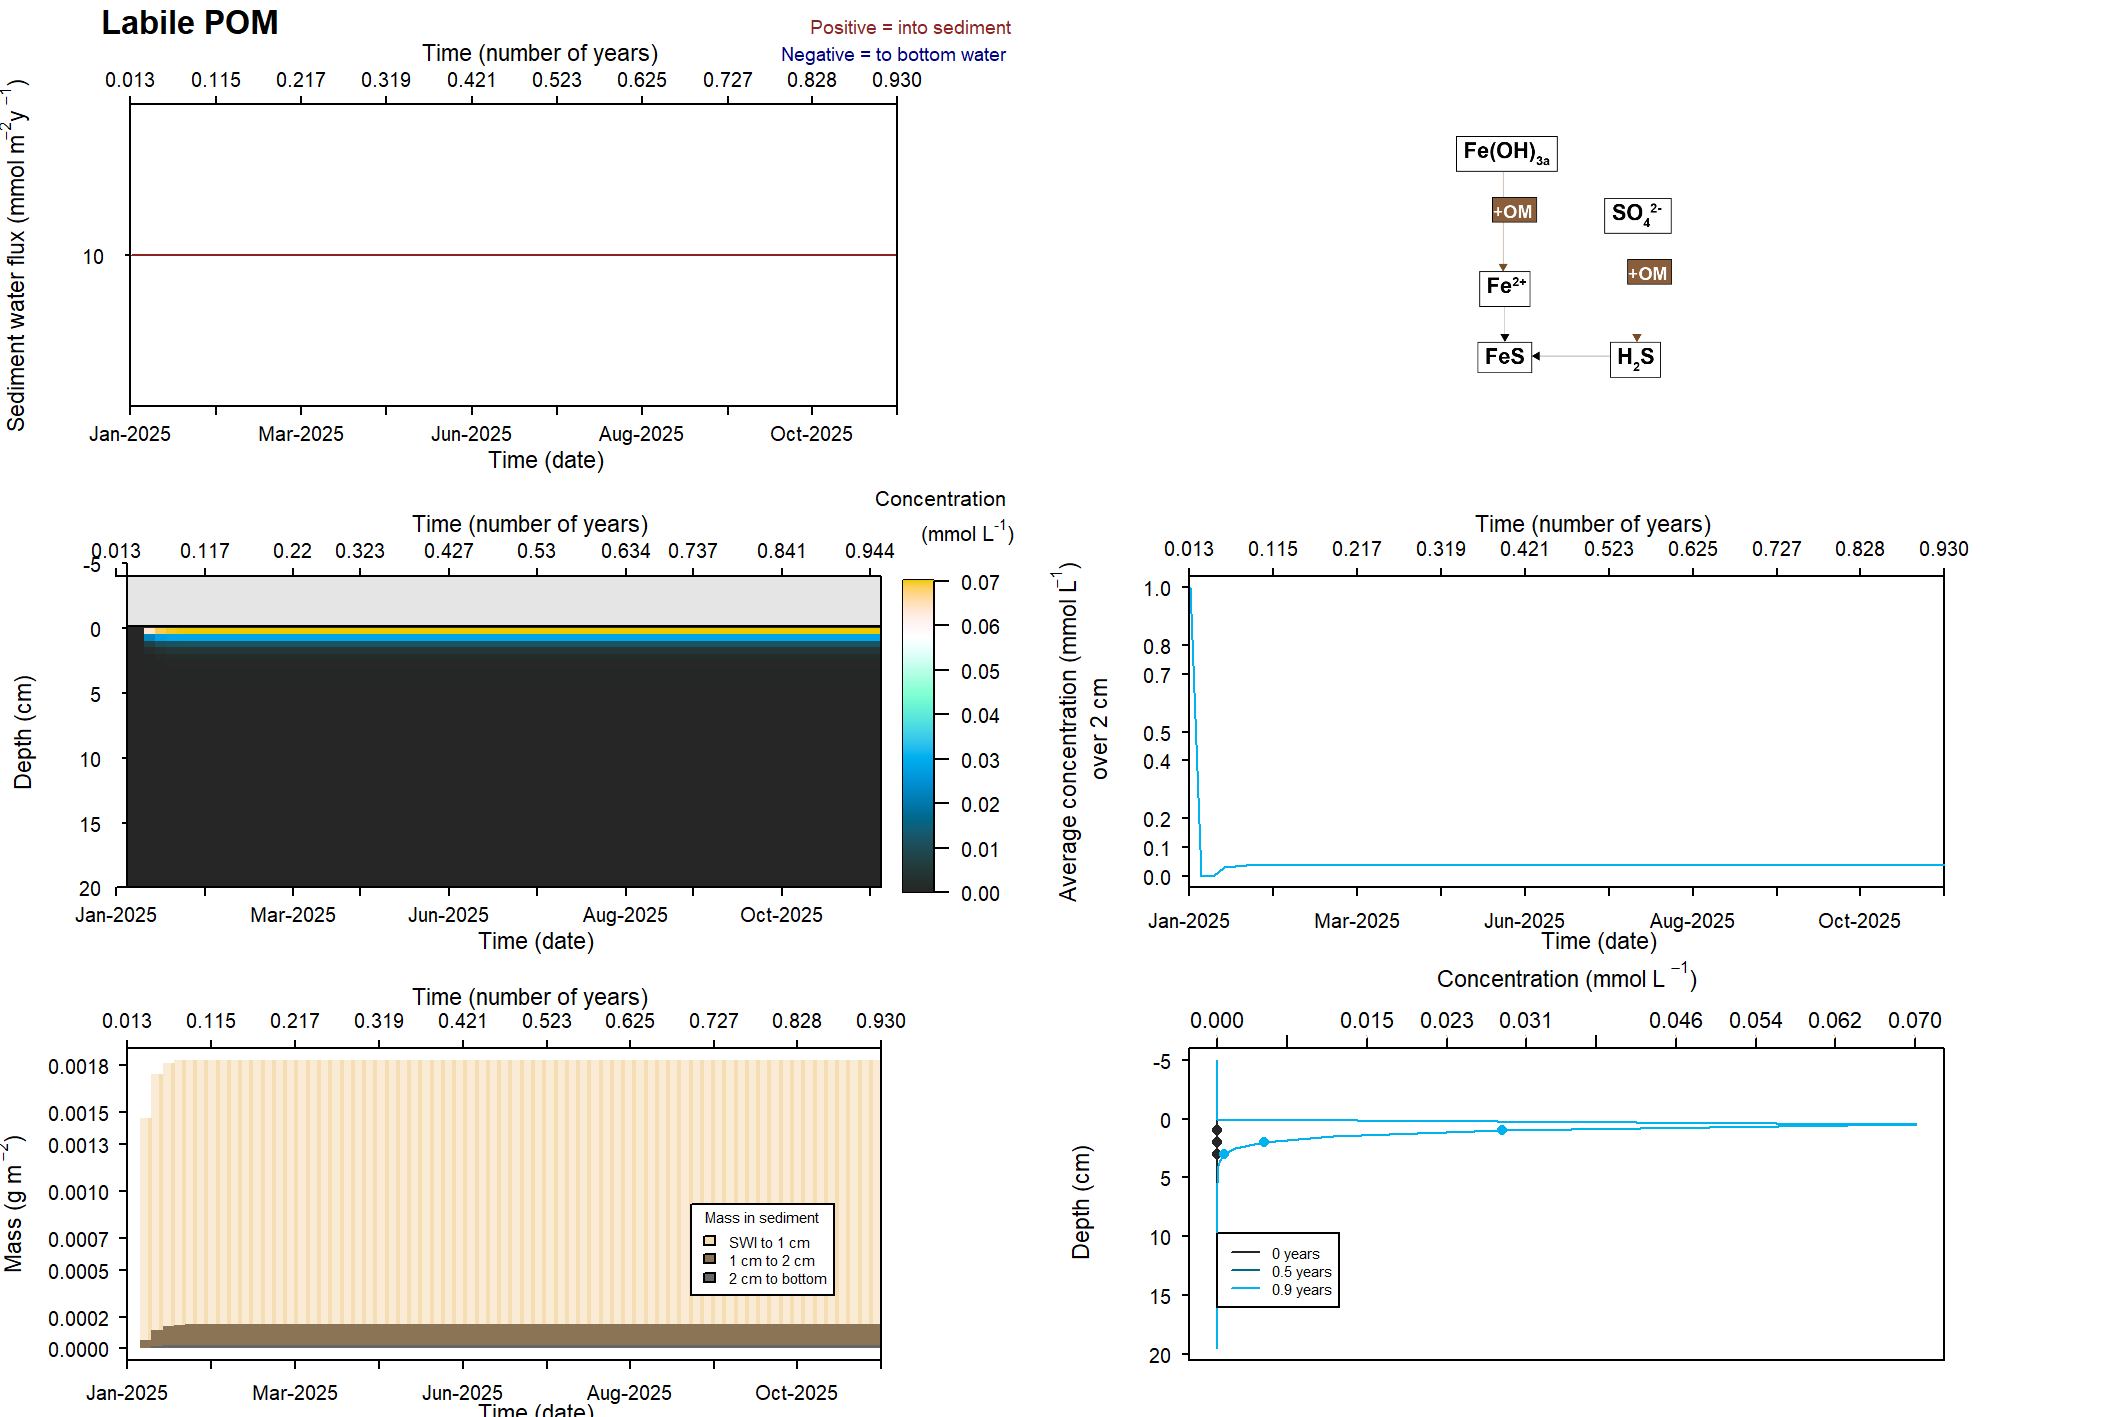 Labile POM
Positive = into sediment
Negative = to bottom water
Time (number of years)
0.013 0.115 0.217 0.319 0.421 0.523 0.625 0.727 0.828 0.930
Sediment water flux (mmol m−2y−1)
10
Jan-2025 Mar-2025 Jun-2025 Aug-2025 Oct-2025
Time (date)
Fe(OH)3a
+OM
SO42-
+OM
Fe2+
FeS
H2S
Concentration
(mmol L-1)
Time (number of years)
0.013 0.117 0.22 0.323 0.427 0.53 0.634 0.737 0.841 0.944
Depth (cm)
-5
0
5
10
15
20
0.07
0.06
0.05
0.04
0.03
0.02
0.01
0.00
Jan-2025 Mar-2025 Jun-2025 Aug-2025 Oct-2025
Time (date)
Time (number of years)
0.013 0.115 0.217 0.319 0.421 0.523 0.625 0.727 0.828 0.930
Average concentration (mmol L−1)
over 2 cm
1.0
0.8
0.7
0.5
0.4
0.2
0.1
0.0
Jan-2025 Mar-2025 Jun-2025 Aug-2025 Oct-2025
Time (date)
Time (number of years)
0.013 0.115 0.217 0.319 0.421 0.523 0.625 0.727 0.828 0.930
Mass (g m−2)
0.0018
0.0015
0.0013
0.0010
0.0007
0.0005
0.0002
0.0000
Mass in sediment
SWI to 1 cm
1 cm to 2 cm
2 cm to bottom
Jan-2025 Mar-2025 Jun-2025 Aug-2025 Oct-2025
Time (date)
Concentration (mmol L −1)
0.000 0.015 0.023 0.031 0.046 0.054 0.062 0.070
Depth (cm)
-5
0
5
10
15
20
0 years
0.5 years
0.9 years